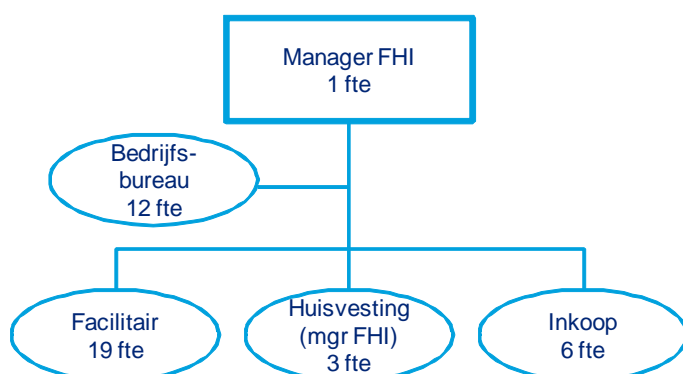 Manager FHI
1 fte
Bedrijfs-
bureau
12 fte
Facilitair
19 fte
Huisvesting
(mgr FHI)
3 fte
Inkoop
6 fte